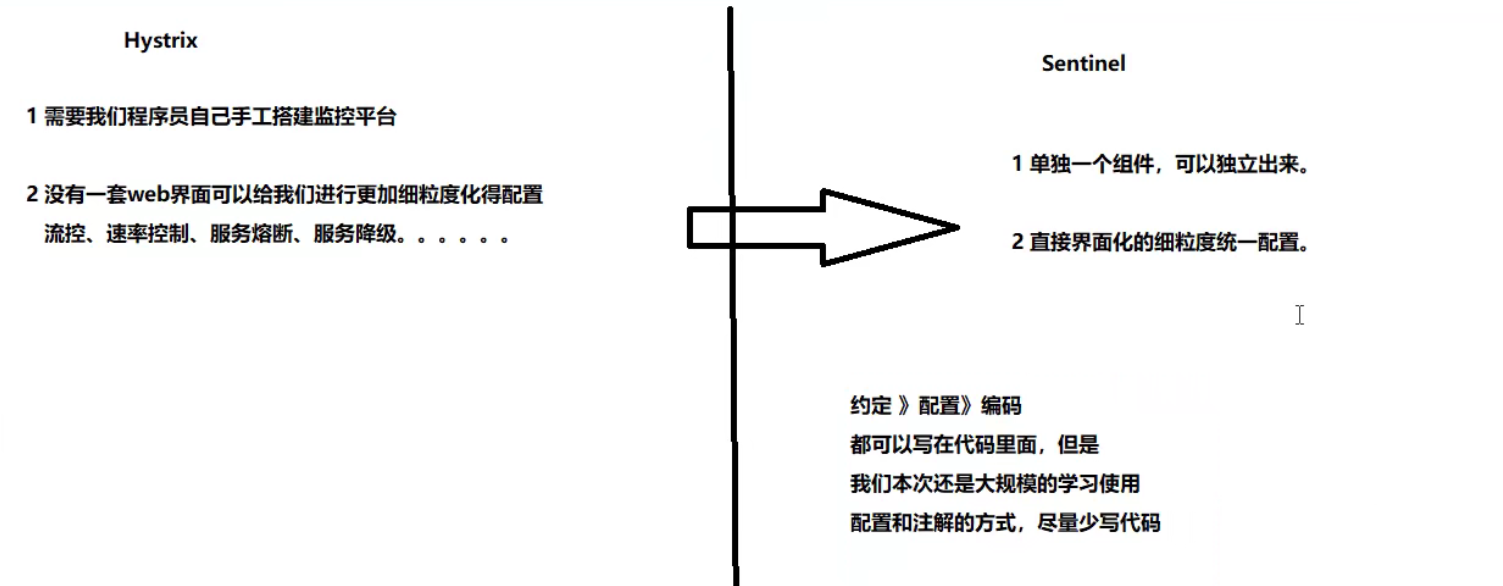 Hystrix
1 需要我们程序员自己手工搭建监控平台
2 没有一套web界面可以给我们进行更加细粒度化得配置
流控、速率控制、服务熔断、服务降级。。。。。。
Sentinel
1 单独一个组件，可以独立出来。
2 直接界面化的细粒度统一配置。
约定 》配置》编码
都可以写在代码里面，但是
我们本次还是大规模的学习使用
配置和注解的方式，尽量少写代码